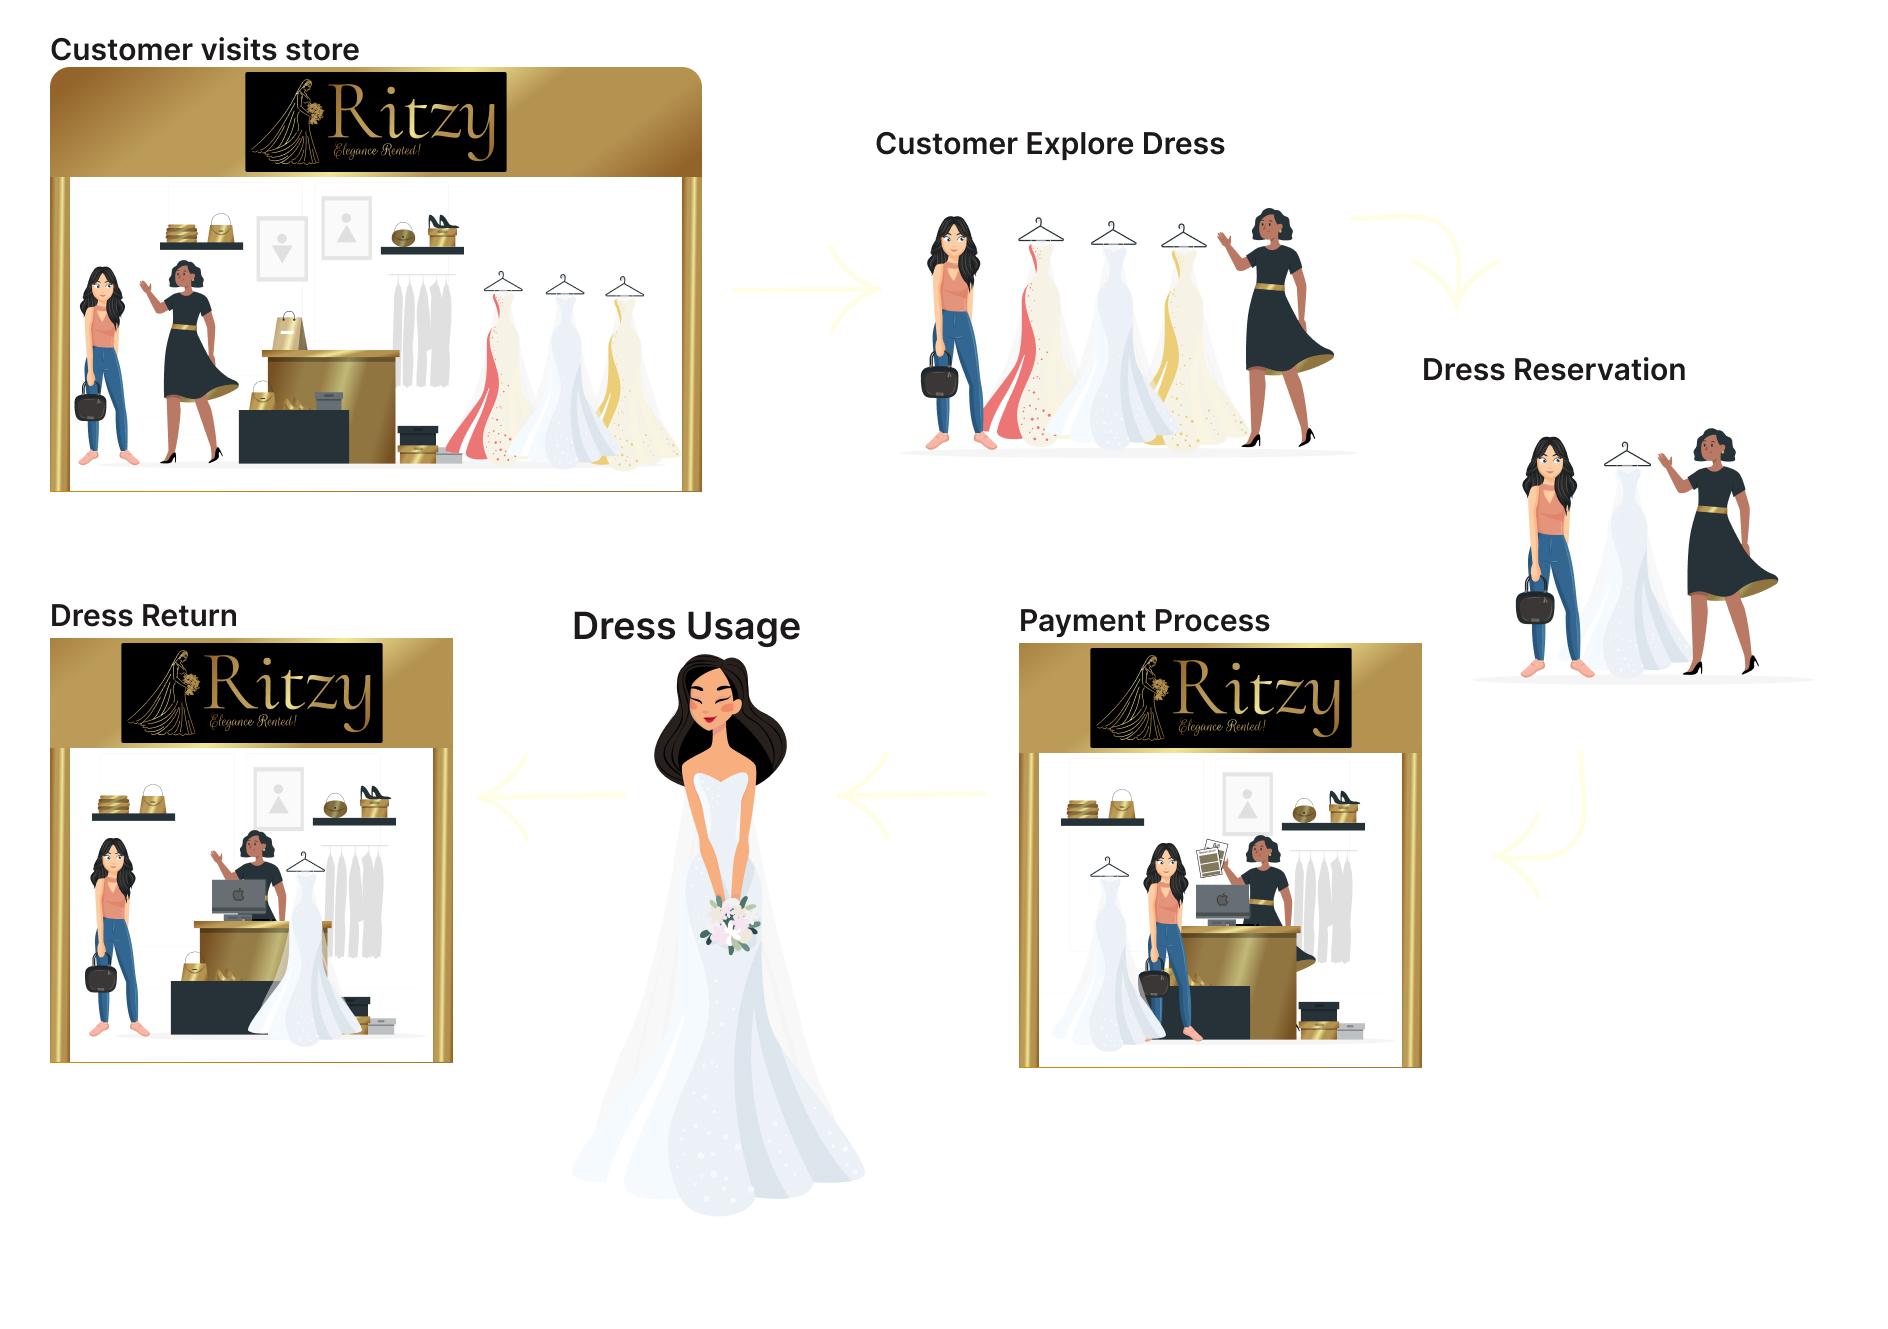 Customer visits store
Ritzy
Elegance Rented!
Customer Explore Dress
Dress Reservation
Dress Return
Ritzy
Elegance Rented!
Dress Usage
Payment Process
Ritzy
Elegance Rented!